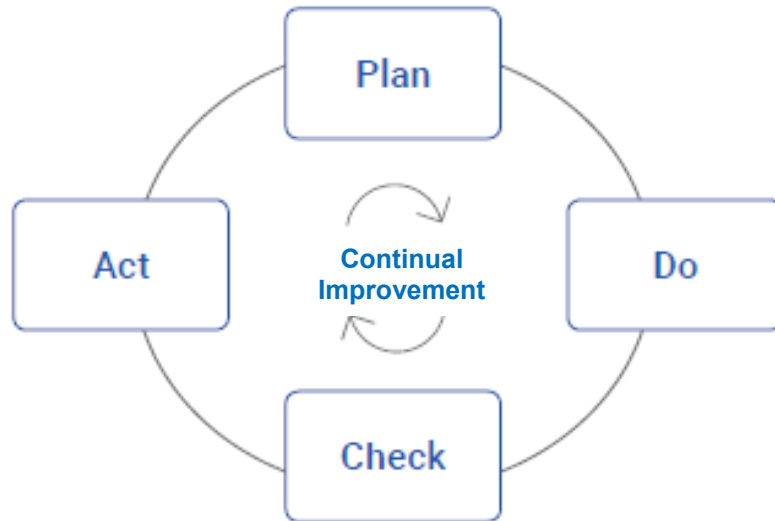 Plan
Act
Continual
Improvement
Do
Check